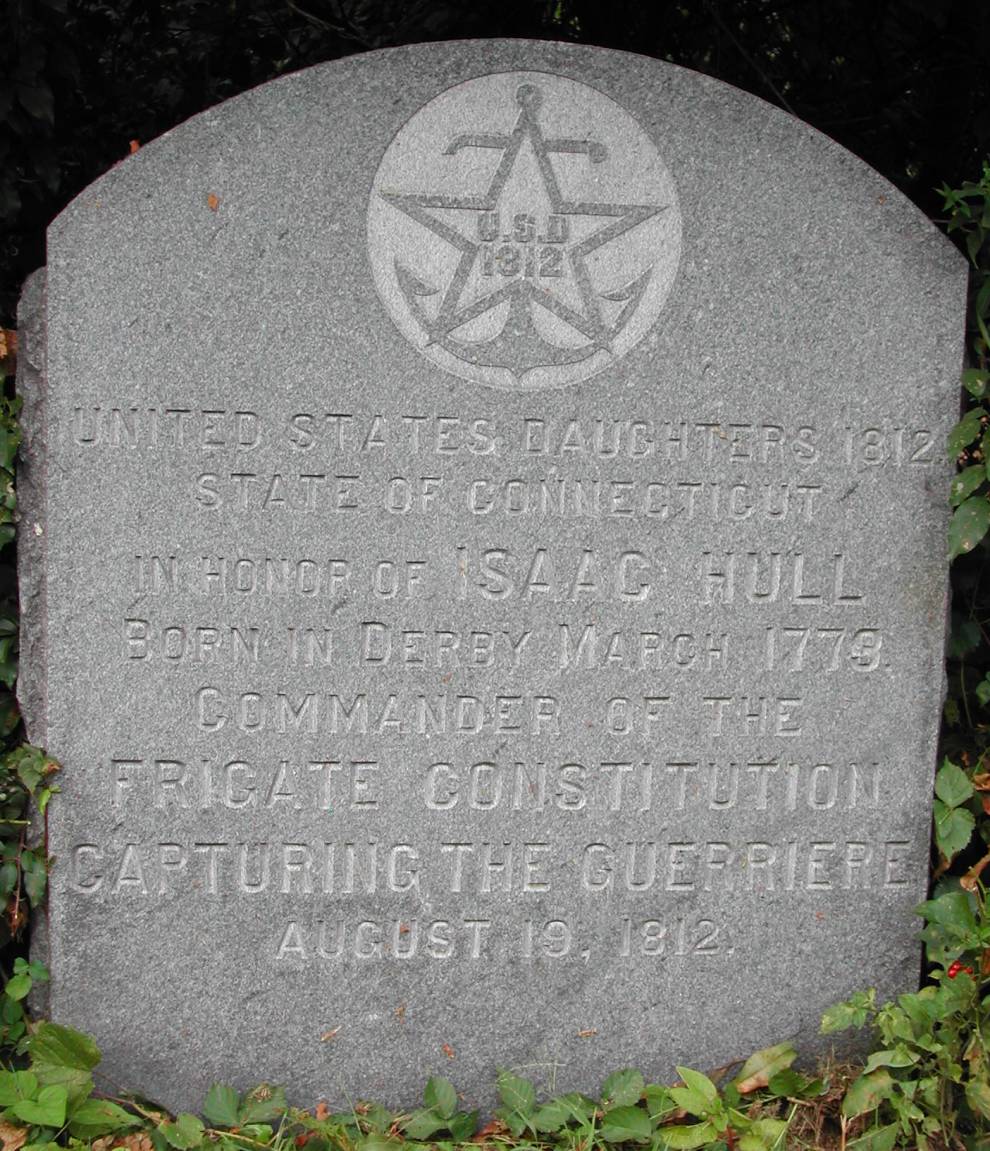 U.S.D
1812
UNITED STATES DAUGHTERS 1812.
STATE OF CONNECTICUT
IN HONOR OF ISAAC HULL
BORN IN DERBY MARCH 1773.
COMMANDER OF THE
FRIGATE CONSTITUTION
CAPTURING THE GUERRIERE
AUGUST 19, 1812.